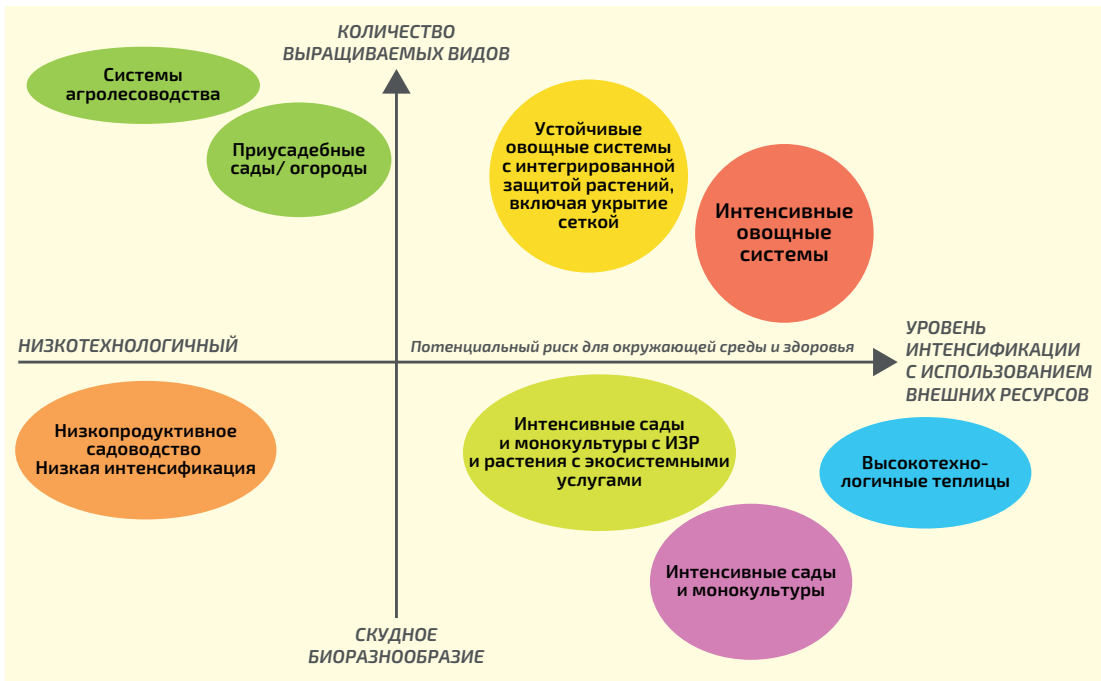 КОЛИЧЕСТВО
ВЫРАЩИВАЕМЫХ ВИДОВ
Системы
агролесоводства
Приусадебные
сады/ огороды
Устойчивые
овощные системы
с интегрированной
защитой растений,
включая укрытие
сеткой
Интенсивные
овощные
системы
НИЗКОТЕХНОЛОГИЧНЫЙ
Потенциальный риск для окружающей среды и здоровья
УРОВЕНЬ
ИНТЕНСИФИКАЦИИ
С ИСПОЛЬЗОВАНИЕМ
ВНЕШНИХ РЕСУРСОВ
Низкопродуктивное
садоводство
Низкая интенсификация
Интенсивные сады
и монокультуры с ИЗР
и растения с экосистемными
услугами
Высокотехно-
логичные теплицы
Интенсивные сады
и монокультуры
СКУДНОЕ
БИОРАЗНООБРАЗИЕ